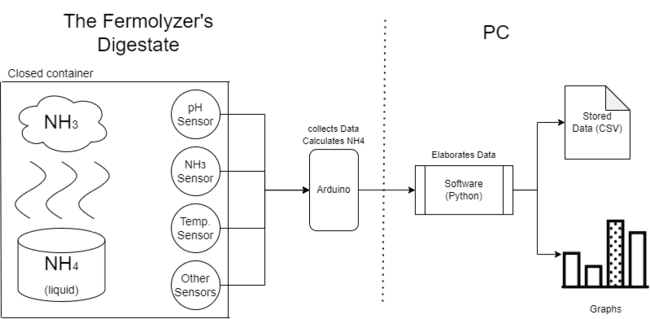 The Fermolyzer's
Digestate
PC
Closed container
NH3
pH
Sensor
NH3
Sensor
Temp.
Sensor
Other
Sensors
NH4
(liquid)
collects Data
Calculates NH4
Arduino
Elaborates Data
Software
(Python)
Stored
Data (CSV)
Graphs